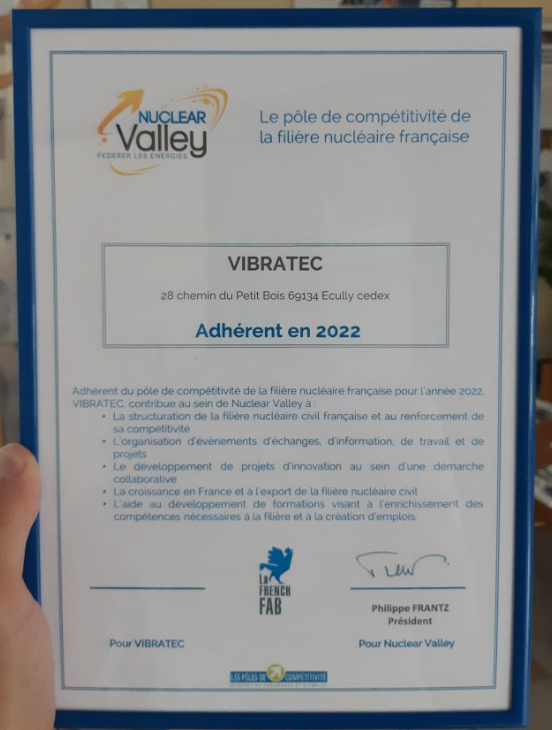 NUCLEAR
Valley
FÉDÉRER LES ÉNERGIES
Le pôle de compétitivité de
la filière nucléaire française
VIBRATEC
28 chemin du Petit Bois 69134 Ecully cedex
Adhérent en 2022
Adhérent du pôle de compétitivité de la filière nucléaire française pour l'année 2022,
VIBRATEC, contribue au sein de Nuclear Valley à :
• La structuration de la filière nucléaire civil française et au renforcement de
sa compétitivité
• L'organisation d'évènements d'échanges, d'information, de travail et de
projets
• Le développement de projets d'innovation au sein d'une démarche
collaborative
• La croissance en France et à l'export de la filière nucléaire civil
• L'aide au développement de formations visant à l'enrichissement des
compétences nécessaires à la filière et à la création d'emplois.
La
FRENCH
FAB
Philippe FRANTZ
Président
Pour VIBRATEC
Pour Nuclear Valley
LES PÔLES DE COMPÉTITIVITÉ